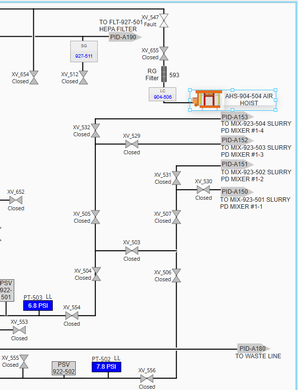 XV_547
Fault
TO FLT-927-501
HEPA FILTER
PID-A190
SG
927-511
XV_655
Closed
XV_654
Closed
XV_512
Closed
RG
Filter
593
LC
904-506
AHS-904-504 AIR
HOIST
PID-A153
TO MIX-923-504 SLURRY
PD MIXER #1-4
XV_532
Closed
XV_529
Closed
PID-A152
TO MIX-923-503 SLURRY
PD MIXER #1-3
PID-A151
TO MIX-923-502 SLURRY
PD MIXER #1-2
XV_531
Closed
XV_530
Closed
PID-A150
TO MIX-923-501 SLURRY
PD MIXER #1-1
XV_652
Closed
XV_505
Closed
XV_507
Closed
XV_503
Closed
XV_504
Closed
XV_506
Closed
PSV
922-
501
PT-503 LL
6.8 PSI
XV_554
Closed
XV_553
Closed
PID-A180
TO WASTE LINE
XV_555
Closed
PSV
922-502
PT-502 LL
7.8 PSI
XV_556
Closed